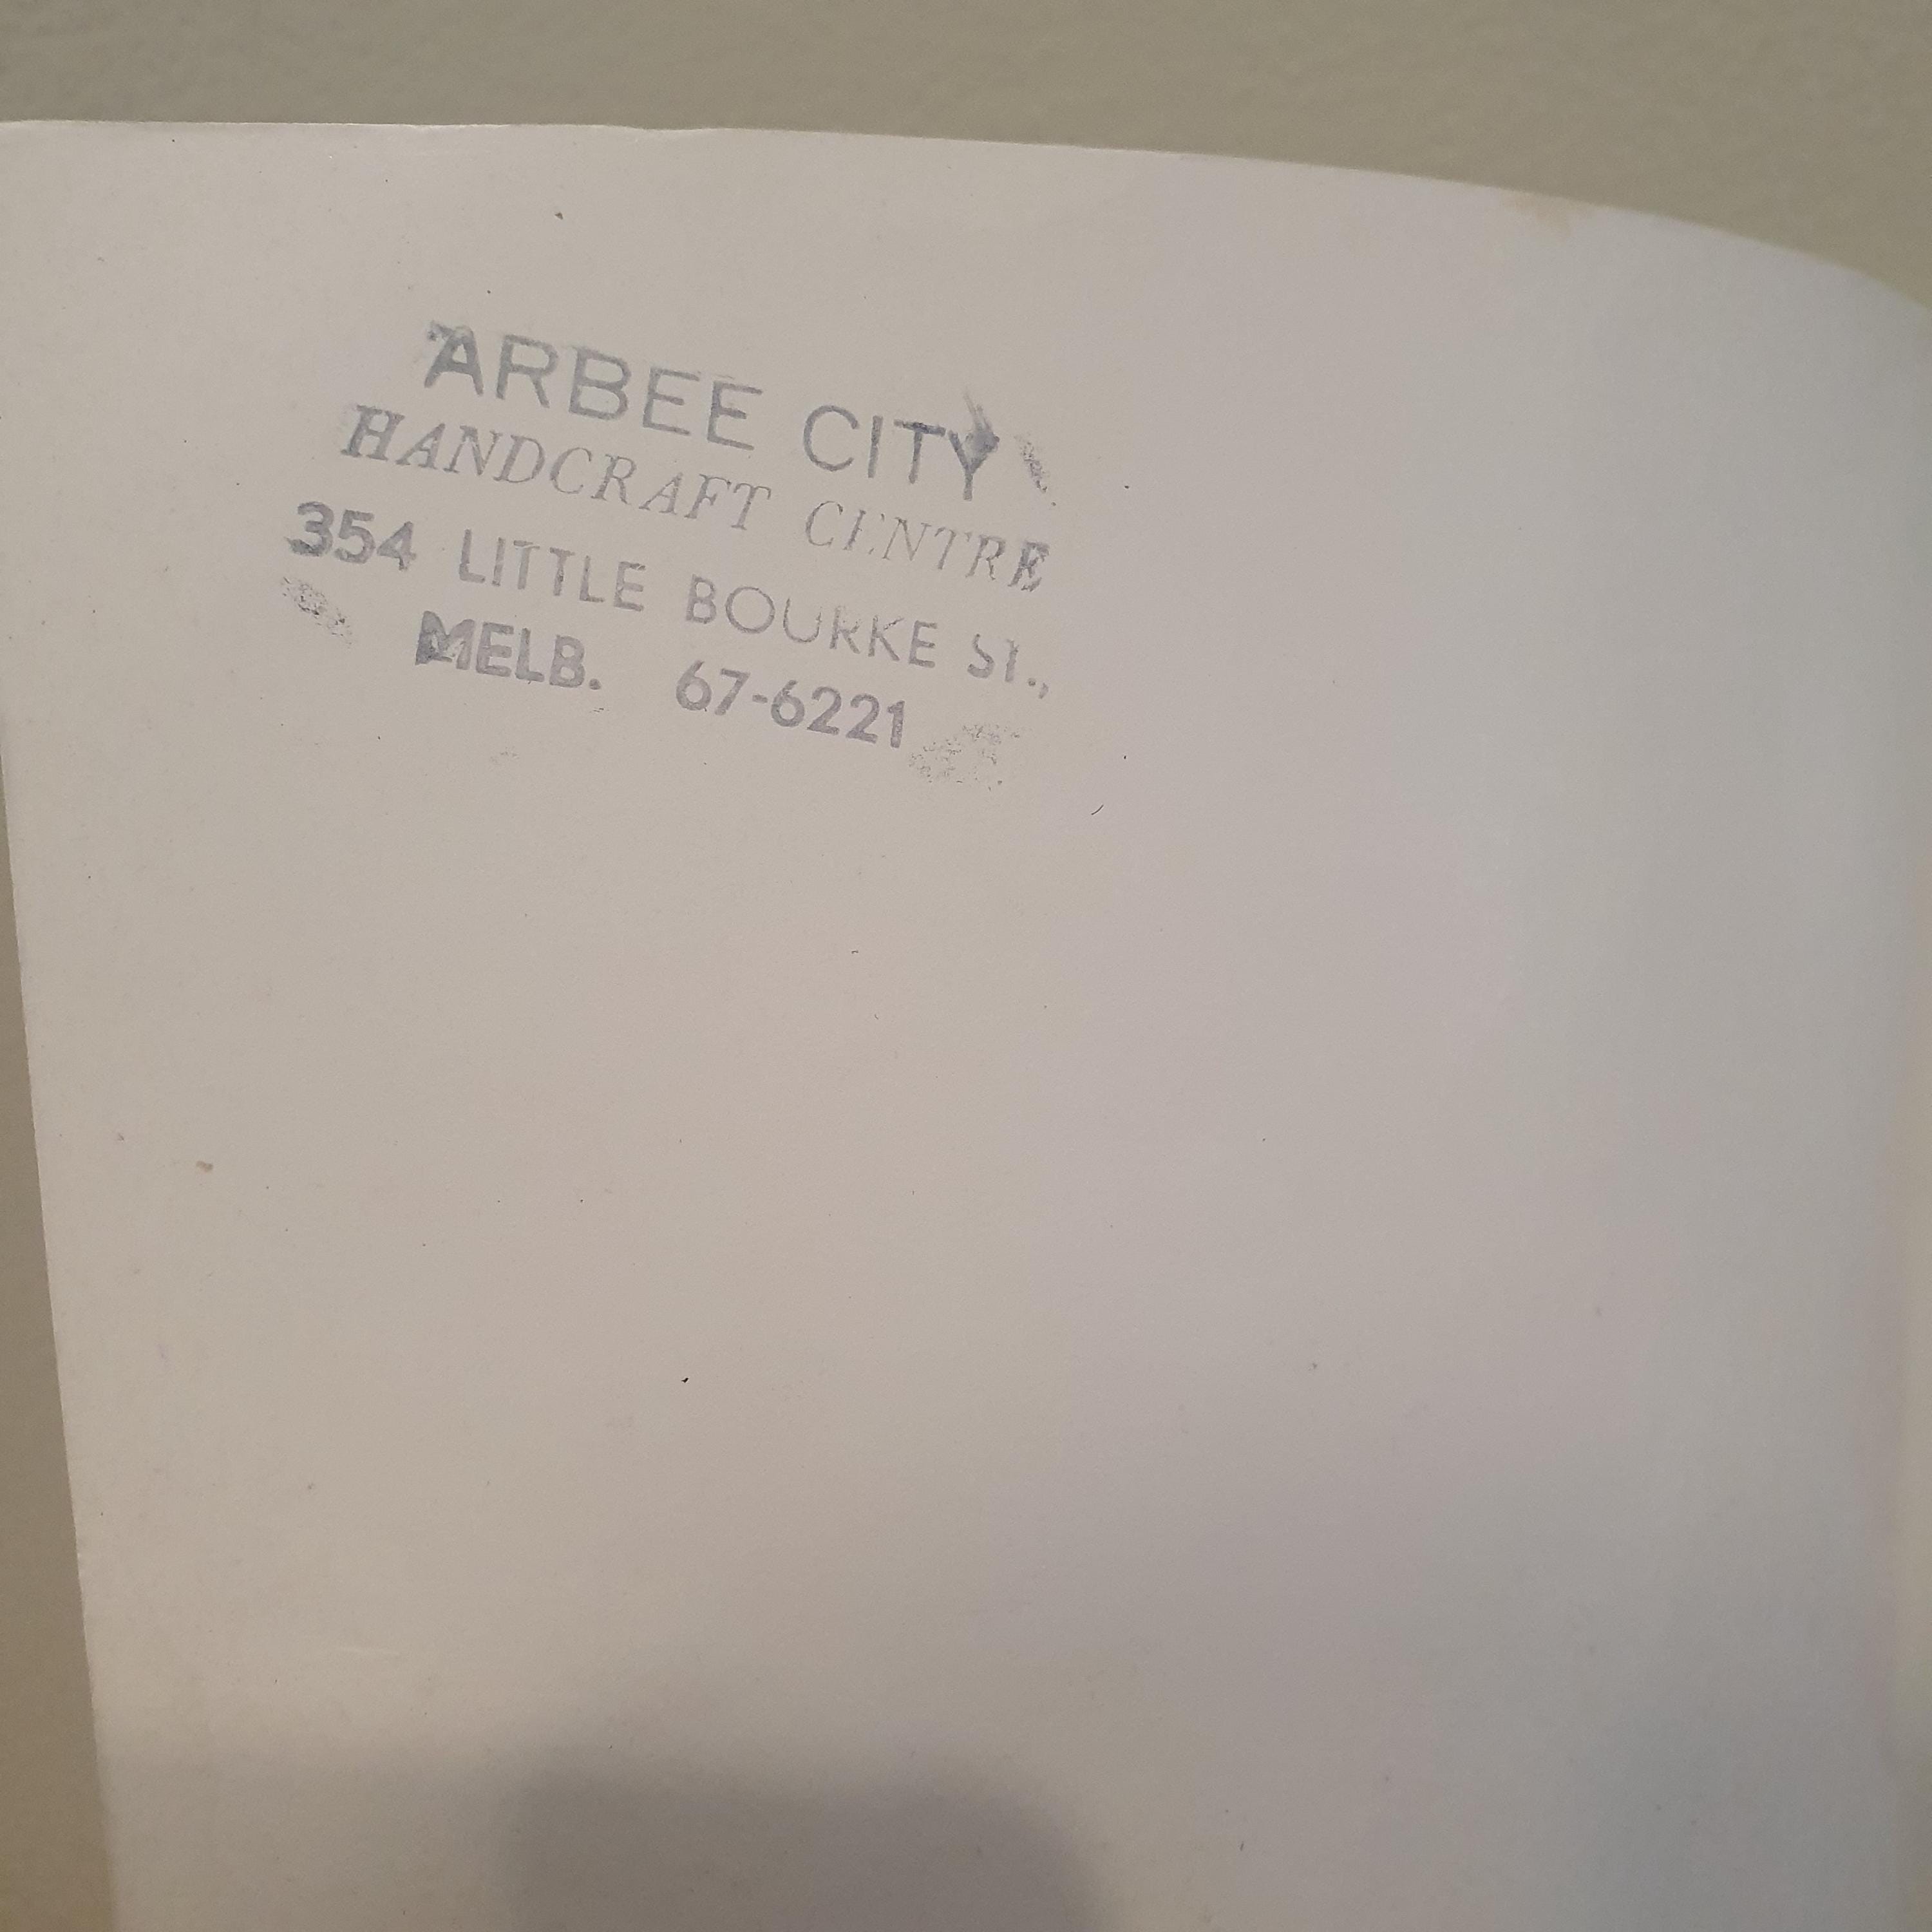 ARBEE CITY
HANDCRAFT CENTRE
354 LITTLE BOURKE ST.,
MELB. 67-6221